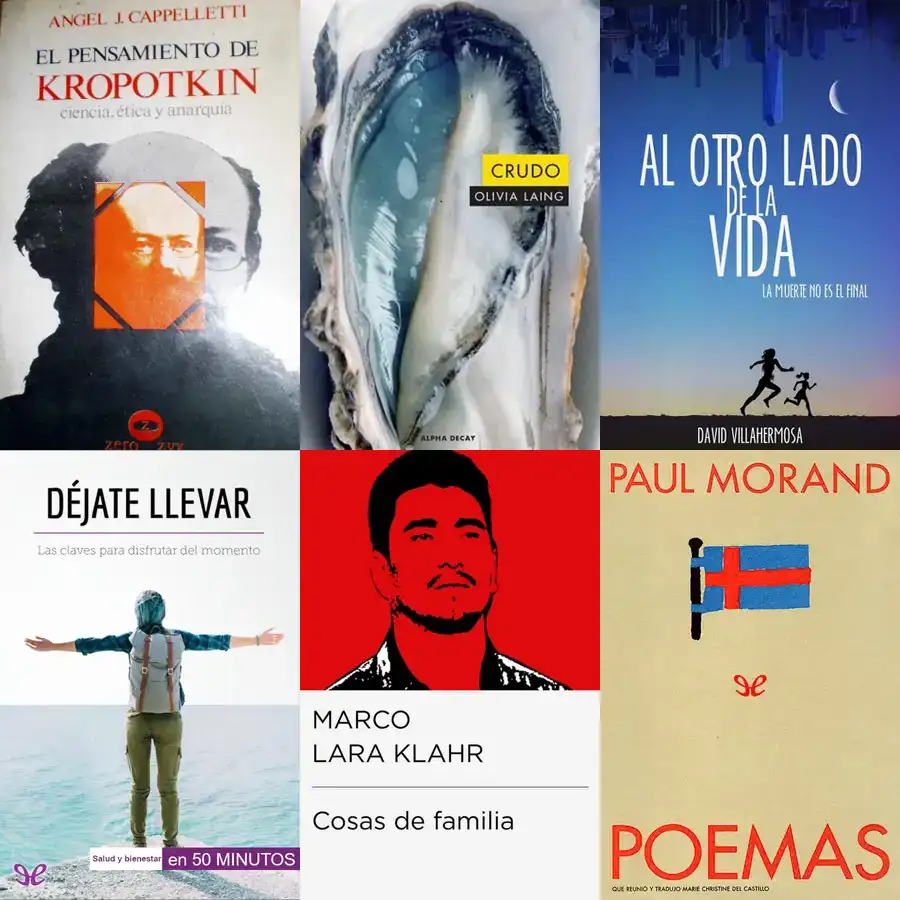 ANGEL J. CAPPELLETTI
EL PENSAMIENTO DE
KROPOTKIN
ciencia, ética y anarquía
Z
zero zyx
CRUDO
OLIVIA LAING
ALPHA DECAY
AL OTRO LADO
DE LA
VIDA
LA MUERTE NO ES EL FINAL
DAVID VILLAHERMOSA
DÉJATE LLEVAR
Las claves para disfrutar del momento
Salud y bienestar en 50 MINUTOS
MARCO
LARA KLAHR
Cosas de familia
PAUL MORAND
POEMAS
QUE REUNIÓ Y TRADUJO MARIE CHRISTINE DEL CASTILLO